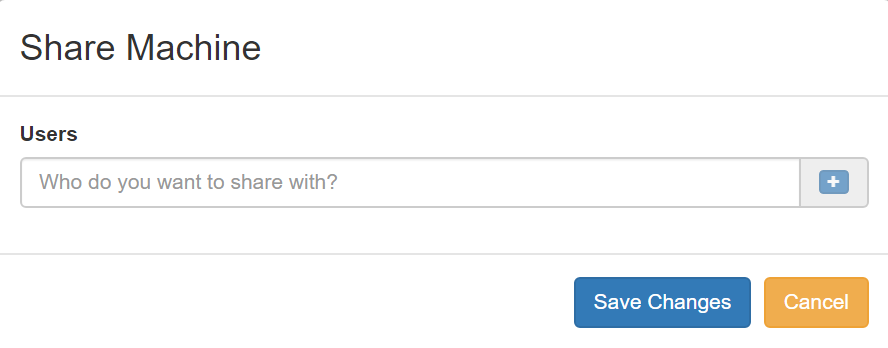 Share Machine
Users
Who do you want to share with?
Save Changes
Cancel